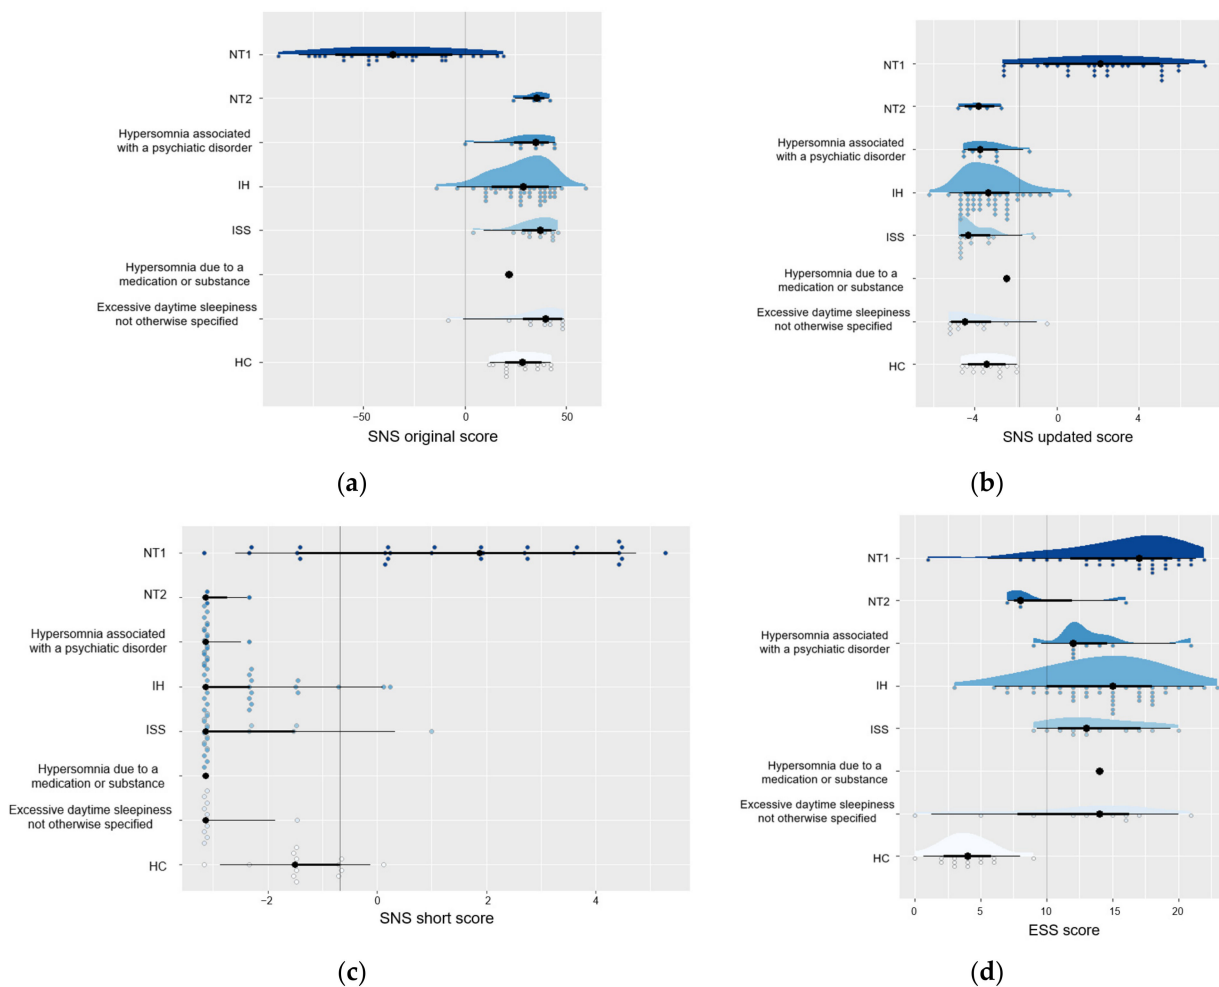 NT1
NT2
Hypersomnia associated
with a psychiatic disorder
IH
ISS
Hypersomnia due to a
medication or substance
Excessive daytime sleepiness
not otherwise specified
HC
−50
0
50
SNS original score
(a)
NT1
NT2
Hypersomnia associated
with a psychiatic disorder
IH
ISS
Hypersomnia due to a
medication or substance
Excessive daytime sleepiness
not otherwise specified
HC
−4
0
4
SNS updated score
(b)
NT1
NT2
Hypersomnia associated
with a psychiatic disorder
IH
ISS
Hypersomnia due to a
medication or substance
Excessive daytime sleepiness
not otherwise specified
HC
−2
0
2
4
SNS short score
(c)
NT1
NT2
Hypersomnia associated
with a psychiatic disorder
IH
ISS
Hypersomnia due to a
medication or substance
Excessive daytime sleepiness
not otherwise specified
HC
0
5
10
15
20
ESS score
(d)